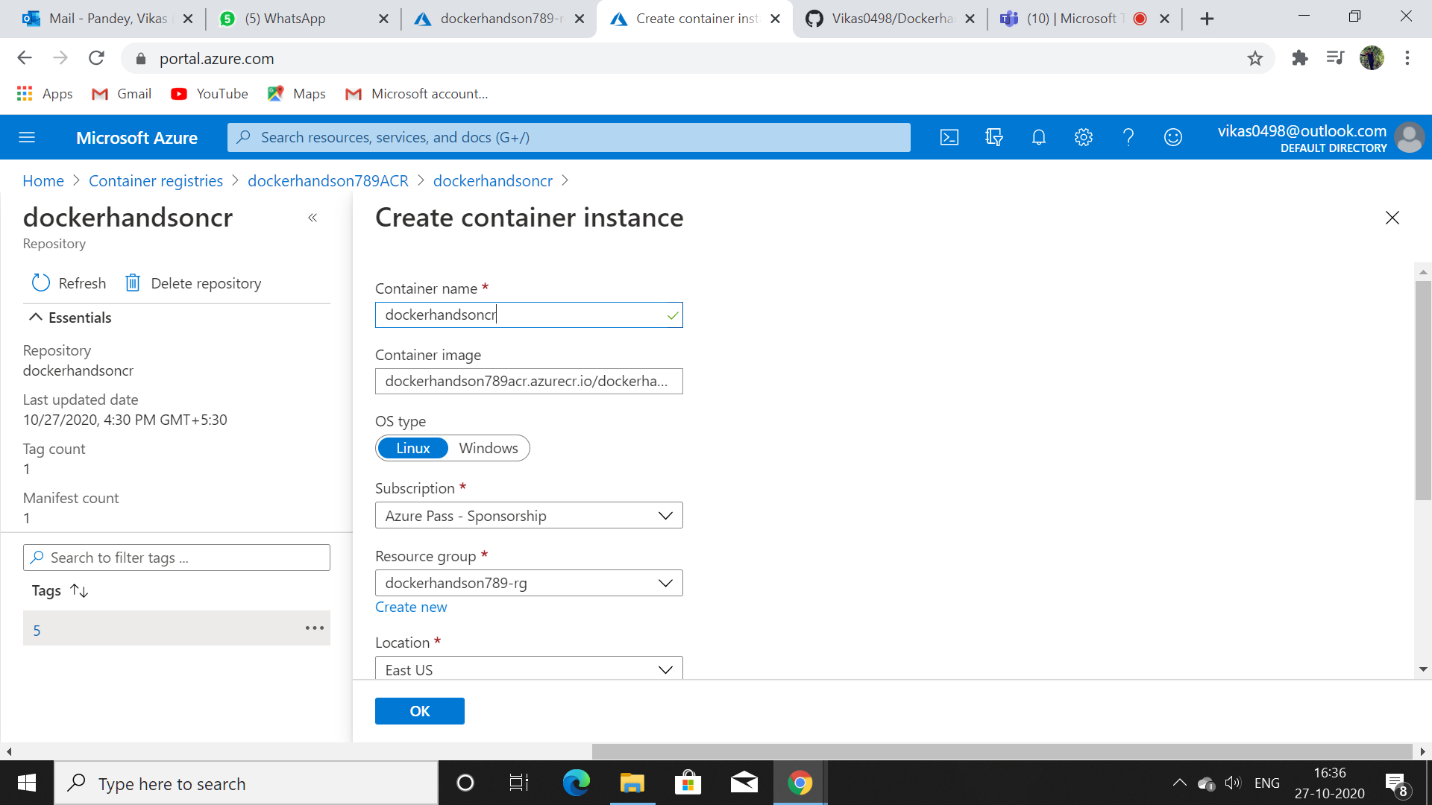 Mail - Pandey, Vikas
(5) WhatsApp
dockerhandson789-r
Create container inst
Vikas0498/Dockerha
(10) | Microsoft T
portal.azure.com
Apps
Gmail
YouTube
Maps
Microsoft account...
Microsoft Azure
Search resources, services, and docs (G+/)
vikas0498@outlook.com
DEFAULT DIRECTORY
Home > Container registries > dockerhandson789ACR > dockerhandsoncr >
dockerhandsoncr
Repository
Refresh
Delete repository
Essentials
Repository
dockerhandsoncr
Last updated date
10/27/2020, 4:30 PM GMT+5:30
Tag count
1
Manifest count
1
Search to filter tags ...
Tags
5
Create container instance
Container name *
dockerhandsoncr
Container image
dockerhandson789acr.azurecr.io/dockerha...
OS type
Linux Windows
Subscription *
Azure Pass - Sponsorship
Resource group *
dockerhandson789-rg
Create new
Location *
East US
OK
Type here to search
ENG
16:36
27-10-2020
8